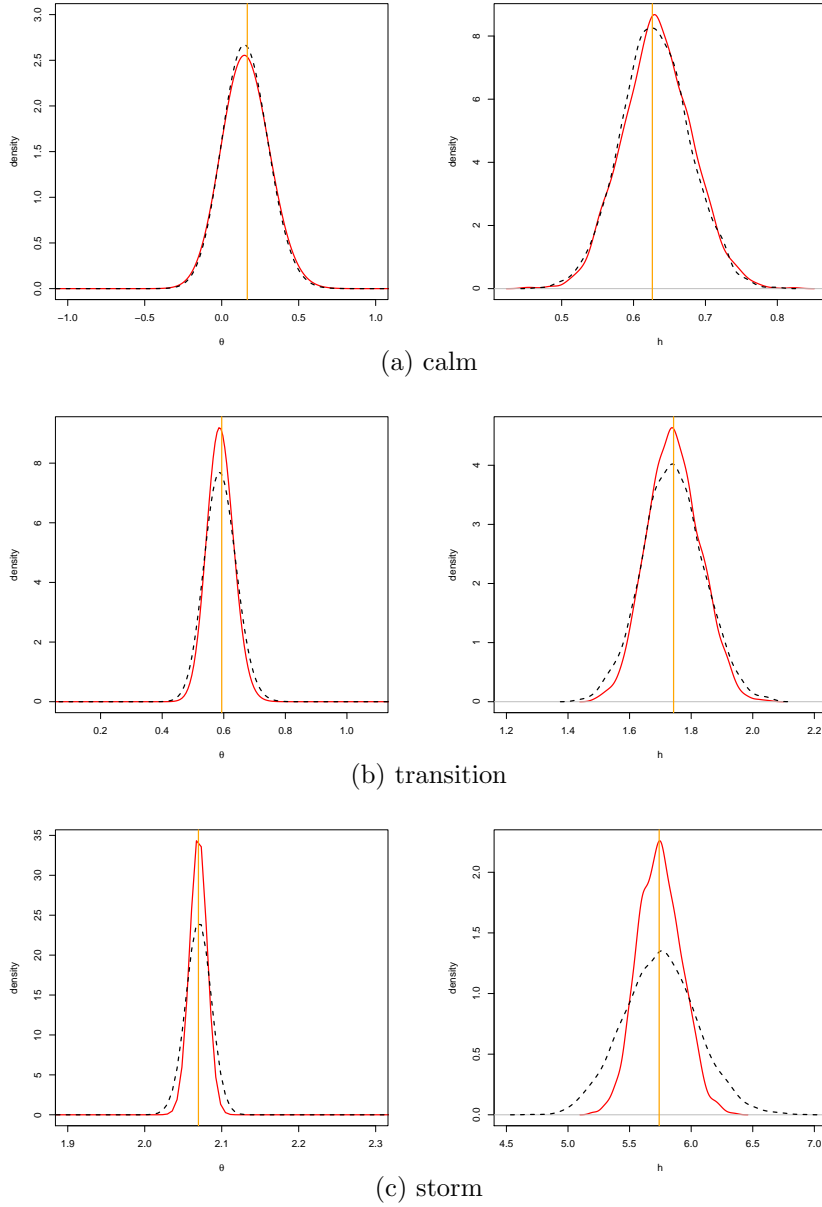 3.0
2.5
2.0
1.5
1.0
0.5
0.0
density
−1.0 −0.5 0.0 0.5 1.0
θ
8
6
4
2
0
density
0.5 0.6 0.7 0.8
h
(a) calm
8
6
4
2
0
density
0.2 0.4 0.6 0.8 1.0
θ
4
3
2
1
0
density
1.2 1.4 1.6 1.8 2.0 2.2
h
(b) transition
35
30
25
20
15
10
5
0
density
1.9 2.0 2.1 2.2 2.3
θ
2.0
1.5
1.0
0.5
0.0
density
4.5 5.0 5.5 6.0 6.5 7.0
h
(c) storm